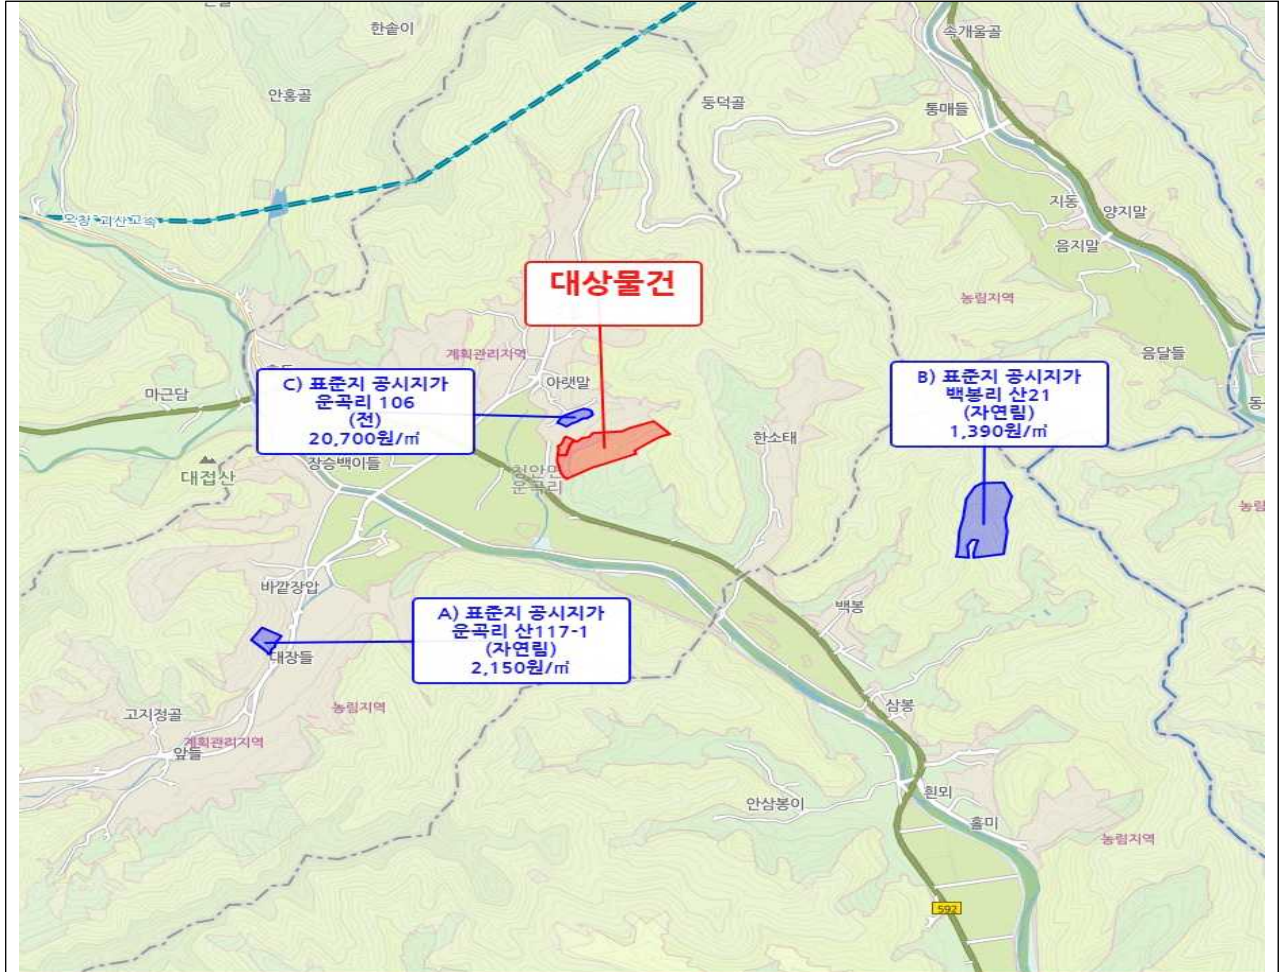 한솔이
속개울골
안흥골
둥덕골
통매들
지동
양지말
오창~괴산고속
음지말
대상물건
농림지역
계획관리지역
음달들
아랫말
마근담
C) 표준지 공시지가
운곡리 106
(전)
20,700원/㎡
B) 표준지 공시지가
백봉리 산21
(자연림)
1,390원/㎡
한소태
장승백이들
대접산
청안면
운곡리
농림
바깥장압
백봉
A) 표준지 공시지가
운곡리 산117-1
(자연림)
2,150원/㎡
대장들
고지정골
농림지역
삼봉
계획관리지역
앞들
안삼봉이
흰외
홀미
농림지역
592